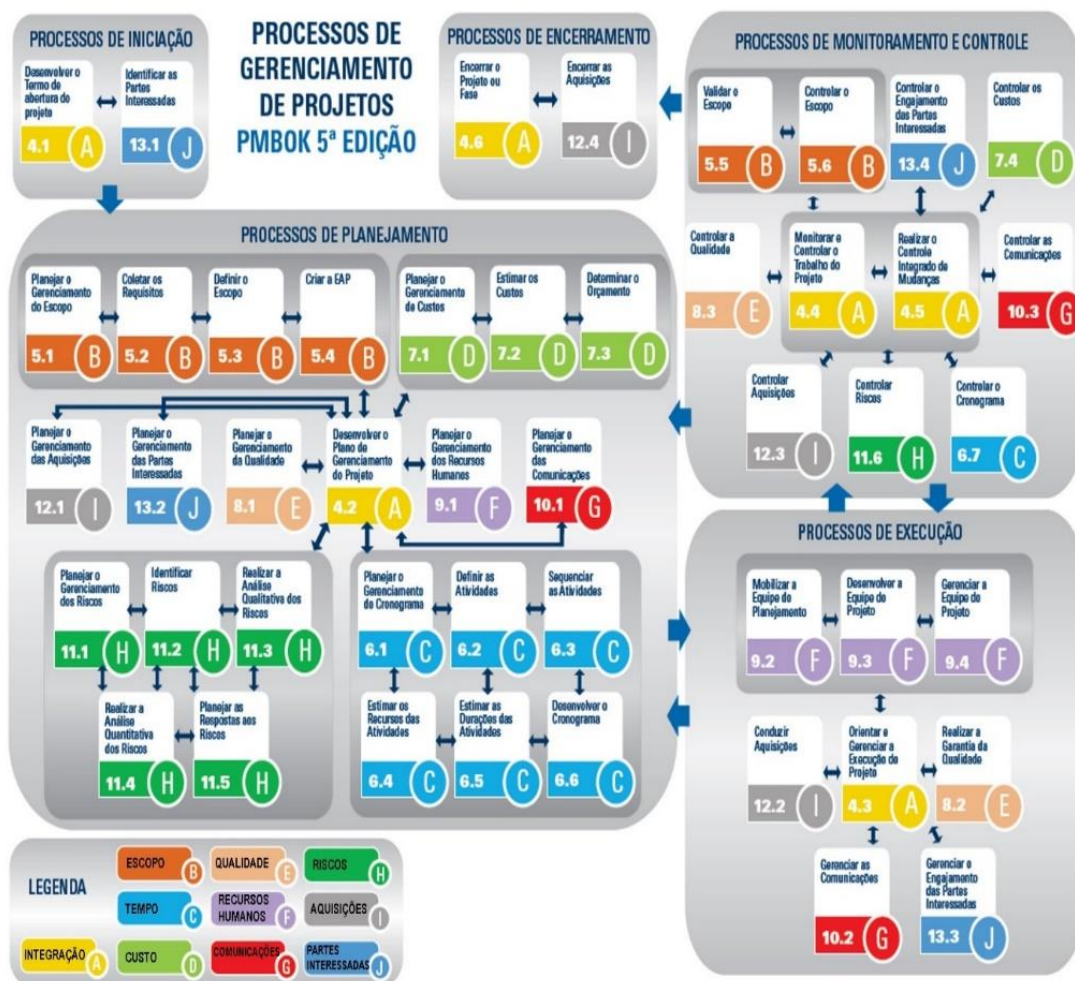 PROCESSOS DE INICIAÇÃO
Desenvolver o
Termo de
abertura do
projeto
4.1 A
Identificar as
Partes
Interessadas
13.1 J
PROCESSOS DE
GERENCIAMENTO
DE PROJETOS
PMBOK 5ª EDIÇÃO
PROCESSOS DE ENCERRAMENTO
Encerrar o
Projeto ou
Fase
4.6 A
Encerrar as
Aquisições
12.4 I
PROCESSOS DE MONITORAMENTO E CONTROLE
Validar o
Escopo
5.5 B
Controlar o
Escopo
5.6 B
Controlar o
Engajamento
das Partes
Interessadas
13.4 J
Controlar os
Custos
7.4 D
Controlar a
Qualidade
8.3 E
Monitorar e
Controlar o
Trabalho do
Projeto
4.4 A
Realizar o
Controle
Integrado de
Mudanças
4.5 A
Controlar as
Comunicações
10.3 G
Controlar
Aquisições
12.3 I
Controlar
Riscos
11.6 H
Controlar o
Cronograma
6.7 C
PROCESSOS DE PLANEJAMENTO
Planejar o
Gerenciamento
do Escopo
5.1 B
Coletar os
Requisitos
5.2 B
Definir o
Escopo
5.3 B
Criar a EAP
5.4 B
Planejar o
Gerenciamento
de Custos
7.1 D
Estimar os
Custos
7.2 D
Determinar o
Orçamento
7.3 D
Planejar o
Gerenciamento
das Aquisições
12.1 I
Planejar o
Gerenciamento
das Partes
Interessadas
13.2 J
Planejar o
Gerenciamento
da Qualidade
8.1 E
Desenvolver o
Plano de
Gerenciamento
do Projeto
4.2 A
Planejar o
Gerenciamento
dos Recursos
Humanos
9.1 F
Planejar o
Gerenciamento
das
Comunicações
10.1 G
Planejar o
Gerenciamento
dos Riscos
11.1 H
Identificar
Riscos
11.2 H
Realizar a
Análise
Qualitativa dos
Riscos
11.3 H
Realizar a
Análise
Quantitativa
dos Riscos
11.4 H
Planejar as
Respostas aos
Riscos
11.5 H
Planejar o
Gerenciamento
do Cronograma
6.1 C
Definir as
Atividades
6.2 C
Sequenciar
as Atividades
6.3 C
Estimar os
Recursos das
Atividades
6.4 C
Estimar as
Durações das
Atividades
6.5 C
Desenvolver o
Cronograma
6.6 C
PROCESSOS DE EXECUÇÃO
Mobilizar a
Equipe de
Planejamento
9.2 F
Desenvolver a
Equipe de
Projeto
9.3 F
Gerenciar a
Equipe de
Projeto
9.4 F
Conduzir
Aquisições
12.2 I
Orientar e
Gerenciar a
Execução do
Projeto
4.3 A
Realizar a
Garantia da
Qualidade
8.2 E
Gerenciar as
Comunicações
10.2 G
Gerenciar o
Engajamento
das Partes
Interessadas
13.3 J
LEGENDA
INTEGRAÇÃO A
ESCOPO B
TEMPO C
CUSTO D
QUALIDADE E
RECURSOS
HUMANOS F
COMUNICAÇÕES G
RISCOS H
AQUISIÇÕES I
PARTES
INTERESSADAS J